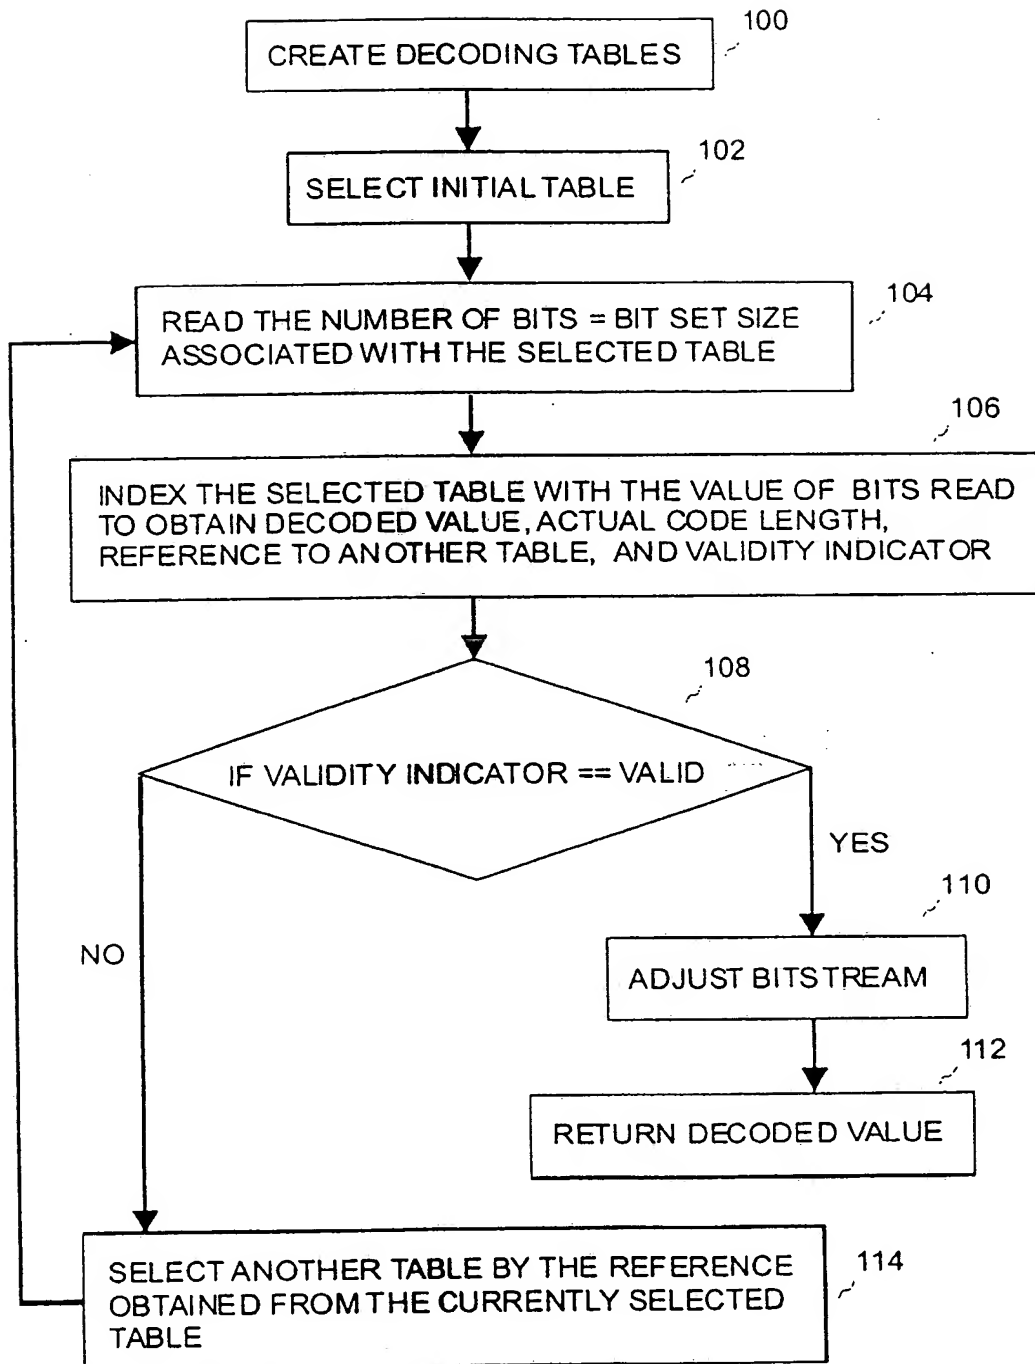 100
CREATE DECODING TABLES
102
SELECT INITIAL TABLE
104
READ THE NUMBER OF BITS = BIT SET SIZE
ASSOCIATED WITH THE SELECTED TABLE
106
INDEX THE SELECTED TABLE WITH THE VALUE OF BITS READ
TO OBTAIN DECODED VALUE, ACTUAL CODE LENGTH,
REFERENCE TO ANOTHER TABLE, AND VALIDITY INDICATOR
108
IF VALIDITY INDICATOR == VALID
YES
NO
110
ADJUST BITSTREAM
112
RETURN DECODED VALUE
114
SELECT ANOTHER TABLE BY THE REFERENCE
OBTAINED FROM THE CURRENTLY SELECTED
TABLE